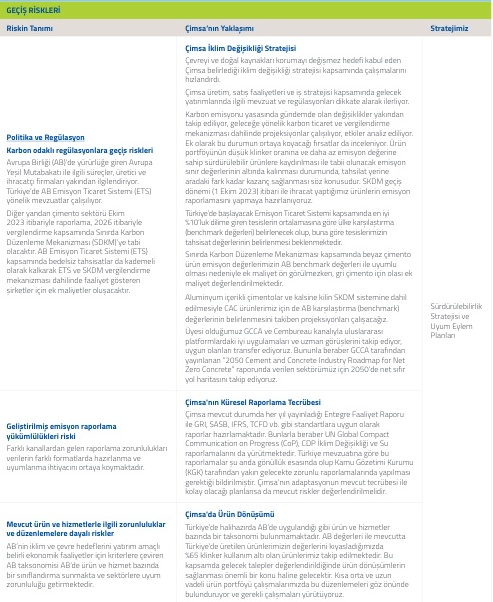 GEÇİŞ RİSKLERİ
Riskin Tanımı
Çimsa'nın Yaklaşımı
Stratejimiz
Politika ve Regülasyon
Karbon odaklı regülasyonlara geçiş riskleri
Avrupa Birliği (AB)'de yürürlüğe giren Avrupa
Yeşil Mutabakatı ile ilgili süreçler, üretici ve
ihracatçı firmaları yakından ilgilendiriyor.
Türkiye'de AB Emisyon Ticaret Sistemi (ETS)
yönelik mevzuatlar çalışılıyor.
Diğer yandan çimento sektörü Ekim
2023 itibariyle raporlama, 2026 itibariyle
vergilendirme kapsamında Sınırda Karbon
Düzenleme Mekanizması (SDKM)'ye tabi
olacaktır. AB Emisyon Ticaret Sistemi (ETS)
kapsamında bedelsiz tahsisatlar da kademeli
olarak kalkarak ETS ve SKDM vergilendirme
mekanizması dahilinde faaliyet gösteren
şirketler için ek maliyetler oluşacaktır.
Çimsa İklim Değişikliği Stratejisi
Çevreyi ve doğal kaynakları korumayı değişmez hedefi kabul eden
Çimsa belirlediği iklim değişikliği stratejisi kapsamında çalışmalarını
hızlandırdı.
Çimsa üretim, satış faaliyetleri ve iş stratejisi kapsamında gelecek
yatırımlarında ilgili mevzuat ve regülasyonları dikkate alarak ilerliyor.
Karbon emisyonu yasasında gündemde olan değişiklikler yakından
takip ediliyor, geleceğe yönelik karbon ticaret ve vergilendirme
mekanizması dahilinde projeksyonlar çalışılıyor, etkiler analiz ediliyor.
Ek olarak bu durumun ortaya koyacağı fırsatlar da inceleniyor. Ürün
portföyünün düşük klinker oranına ve daha az emisyon değerine
sahip sürdürülebilir ürünlere kaydırılması ile tabii olunacak emisyon
sınır değerlerinin altında kalınması durumunda, tahsilat yerine
aradaki fark kadar kazanç sağlanması söz konusudur. SKDM geçiş
dönemi (1 Ekim 2023) itibari ile ihracat yaptığımız ürünlerin emisyon
raporlamasını yapmaya hazırlanıyoruz.
Türkiye'de başlayacak Emisyon Ticaret Sistemi kapsamında en iyi
%10'luk dilime giren tesislerin ortalamasına göre ülke karşılaştırma
(benchmark değerleri) belirlenecek olup, buna göre tesislerimizin
tahsisat değerlerinin belirlenmesi beklenmektedir.
Sınırda Karbon Düzenleme Mekanizması kapsamında beyaz çimento
ürün emisyon değerlerimizin AB benchmark değerleri ile uyumlu
olması nedeniyle ek maliyet ön görülmezken, gri çimento için olası ek
maliyet değerlendirilmektedir.
Aluminyum içerikli çimentolar ve kalsine kilin SKDM sistemine dahil
edilmesiyle CAC ürünlerimiz için de AB karşılaştırma (benchmark)
değerlerinin belirlenmesini takiben projeksiyonları çalışacağız.
Üyesi olduğumuz GCCA ve Cembureau kanalıyla uluslararası
platformlardaki iyi uygulamaları ve uzman görüşlerini takip ediyor,
uygun olanları transfer ediyoruz. Bununla beraber GCCA tarafından
yayınlanan "2050 Cement and Concrete Industry Roadmap for Net
Zero Concrete" raporunda verilen sektörümüz için 2050'de net sıfır
yol haritasını takip ediyoruz.
Sürdürülebilirlik
Stratejisi ve
Uyum Eylem
Planları
Geliştirilmiş emisyon raporlama
yükümlülükleri riski
Farklı kanallardan gelen raporlama zorunlulukları
verilerin farklı formatlarda hazırlanma ve
uyumlanma ihtiyacını ortaya koymaktadır.
Çimsa'nın Küresel Raporlama Tecrübesi
Çimsa mevcut durumda her yıl yayınladığı Entegre Faaliyet Raporu
ile GRI, SASB, IFRS, TCFD vb. gibi standartlara uygun olarak
raporlar hazırlamaktadır. Bunlara beraber UN Global Compact
Communication on Progress (CoP), CDP İklim Değişikliği ve Su
raporlamalarını da yürütmektedir. Türkiye mevzuatına göre bu
raporlamalar şu anda gönüllük esasında olup Kamu Gözetimi Kurumu
(KGK) tarafından yakın gelecekte zorunlu raporlamalarında yapılması
gerektiği bildirilmiştir. Çimsa'nın adaptasyonun mevcut tecrübesi ile
kolay olacağı planlansa da mevcut riskler değerlendirilmelidir.
Mevcut ürün ve hizmetlerle ilgili zorunluluklar
ve düzenlemelere dayalı riskler
AB'nin iklim ve çevre hedeflerini yatırım amaçlı
belirli ekonomik faaliyetler için kriterlere çeviren
AB taksonomisi AB'de ürün ve hizmet bazında
bir sınıflandırma sunmakta ve sektörlere uyum
zorunluluğu getirmektedir.
Çimsa'da Ürün Dönüşümü
Türkiye'de halihazırda AB'de uygulandığı gibi ürün ve hizmetler
bazında bir taksonomi bulunmamaktadır. AB değerleri ile mevcutta
Türkiye'de üretilen ürünlerimizin değerlerini kıyasladığımızda
%65 klinker kullanım altı olan ürünlerimiz takip edilmektedir. Bu
kapsamda gelecek talepler değerlendirildiğinde ürün dönüşümlerin
sağlanması önemli bir konu haline gelecektir. Kısa orta ve uzun
vadeli ürün portföyü çalışmalarımızda bu düzenlemeleri göz önünde
bulunduruyor ve gerekli çalışmaları yürütüyoruz.